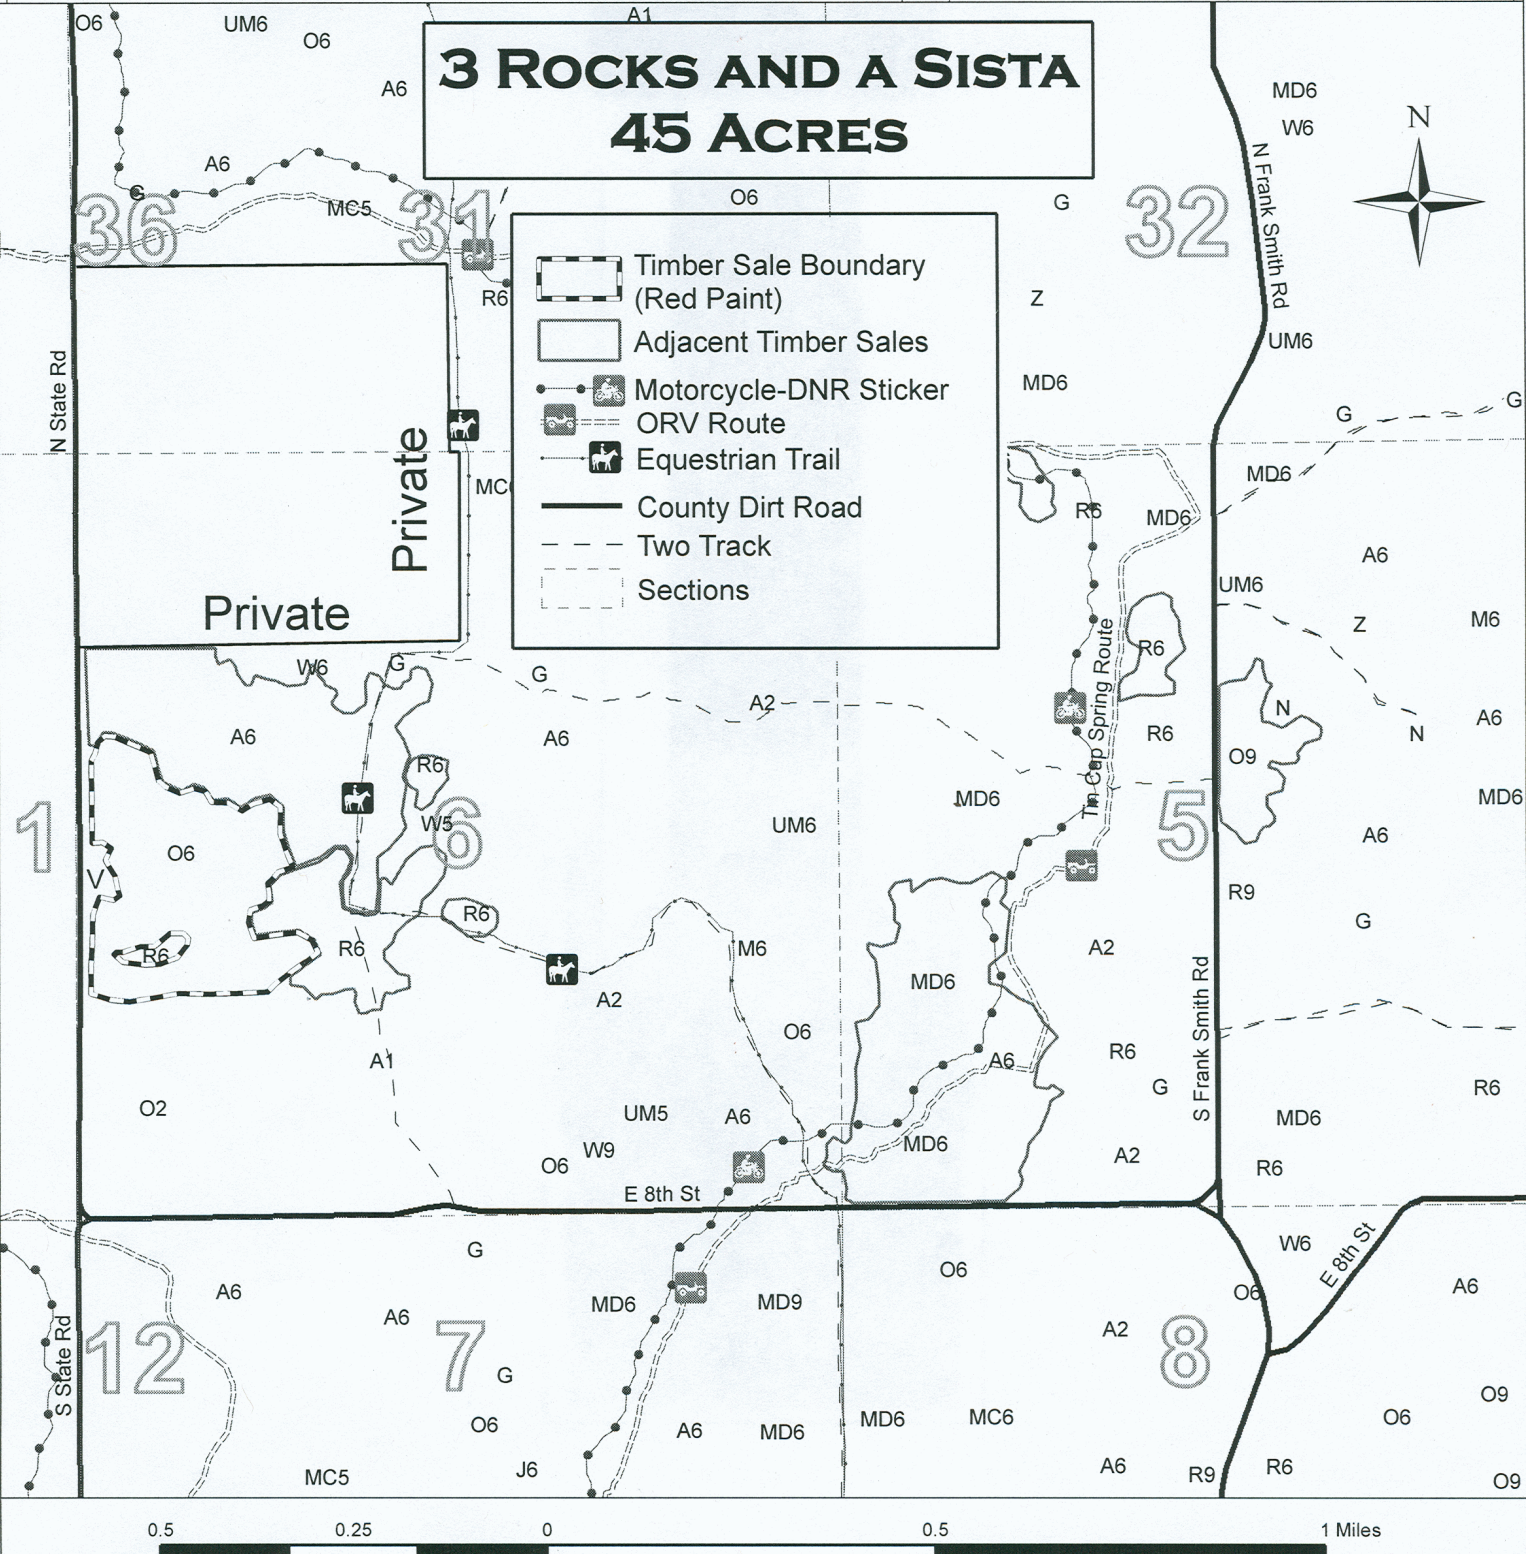 A1
O6
UM6
O6
A6
3 ROCKS AND A SISTA
45 ACRES
MD6
W6
N
A6
G
MC5
36
31
O6
G
32
N Frank Smith Rd
R6
Timber Sale Boundary
(Red Paint)
Adjacent Timber Sales
Motorcycle-DNR Sticker
ORV Route
Equestrian Trail
County Dirt Road
Two Track
Sections
Z
UM6
MD6
G
G
N State Rd
Private
Private
MD6
R6
MD6
A6
UM6
Z
M6
R6
Tin Cup Spring Route
W6
G
G
A2
A6
A6
R6
N
N
A6
O9
R6
W5
6
MD6
UM6
5
MD6
A6
1
O6
V
R9
G
R6
R6
R6
M6
A2
MD6
A2
O6
S Frank Smith Rd
A1
A6
R6
G
R6
O2
UM5
A6
MD6
W9
O6
MD6
A2
R6
E 8th St
W6
E 8th St
G
O6
O6
A6
A6
A6
MD6
MD9
A2
S State Rd
12
7
8
G
O9
O6
A6
MD6
MD6
MC6
O6
MC5
J6
A6
R9
R6
O9
0.5 0.25 0 0.5 1 Miles